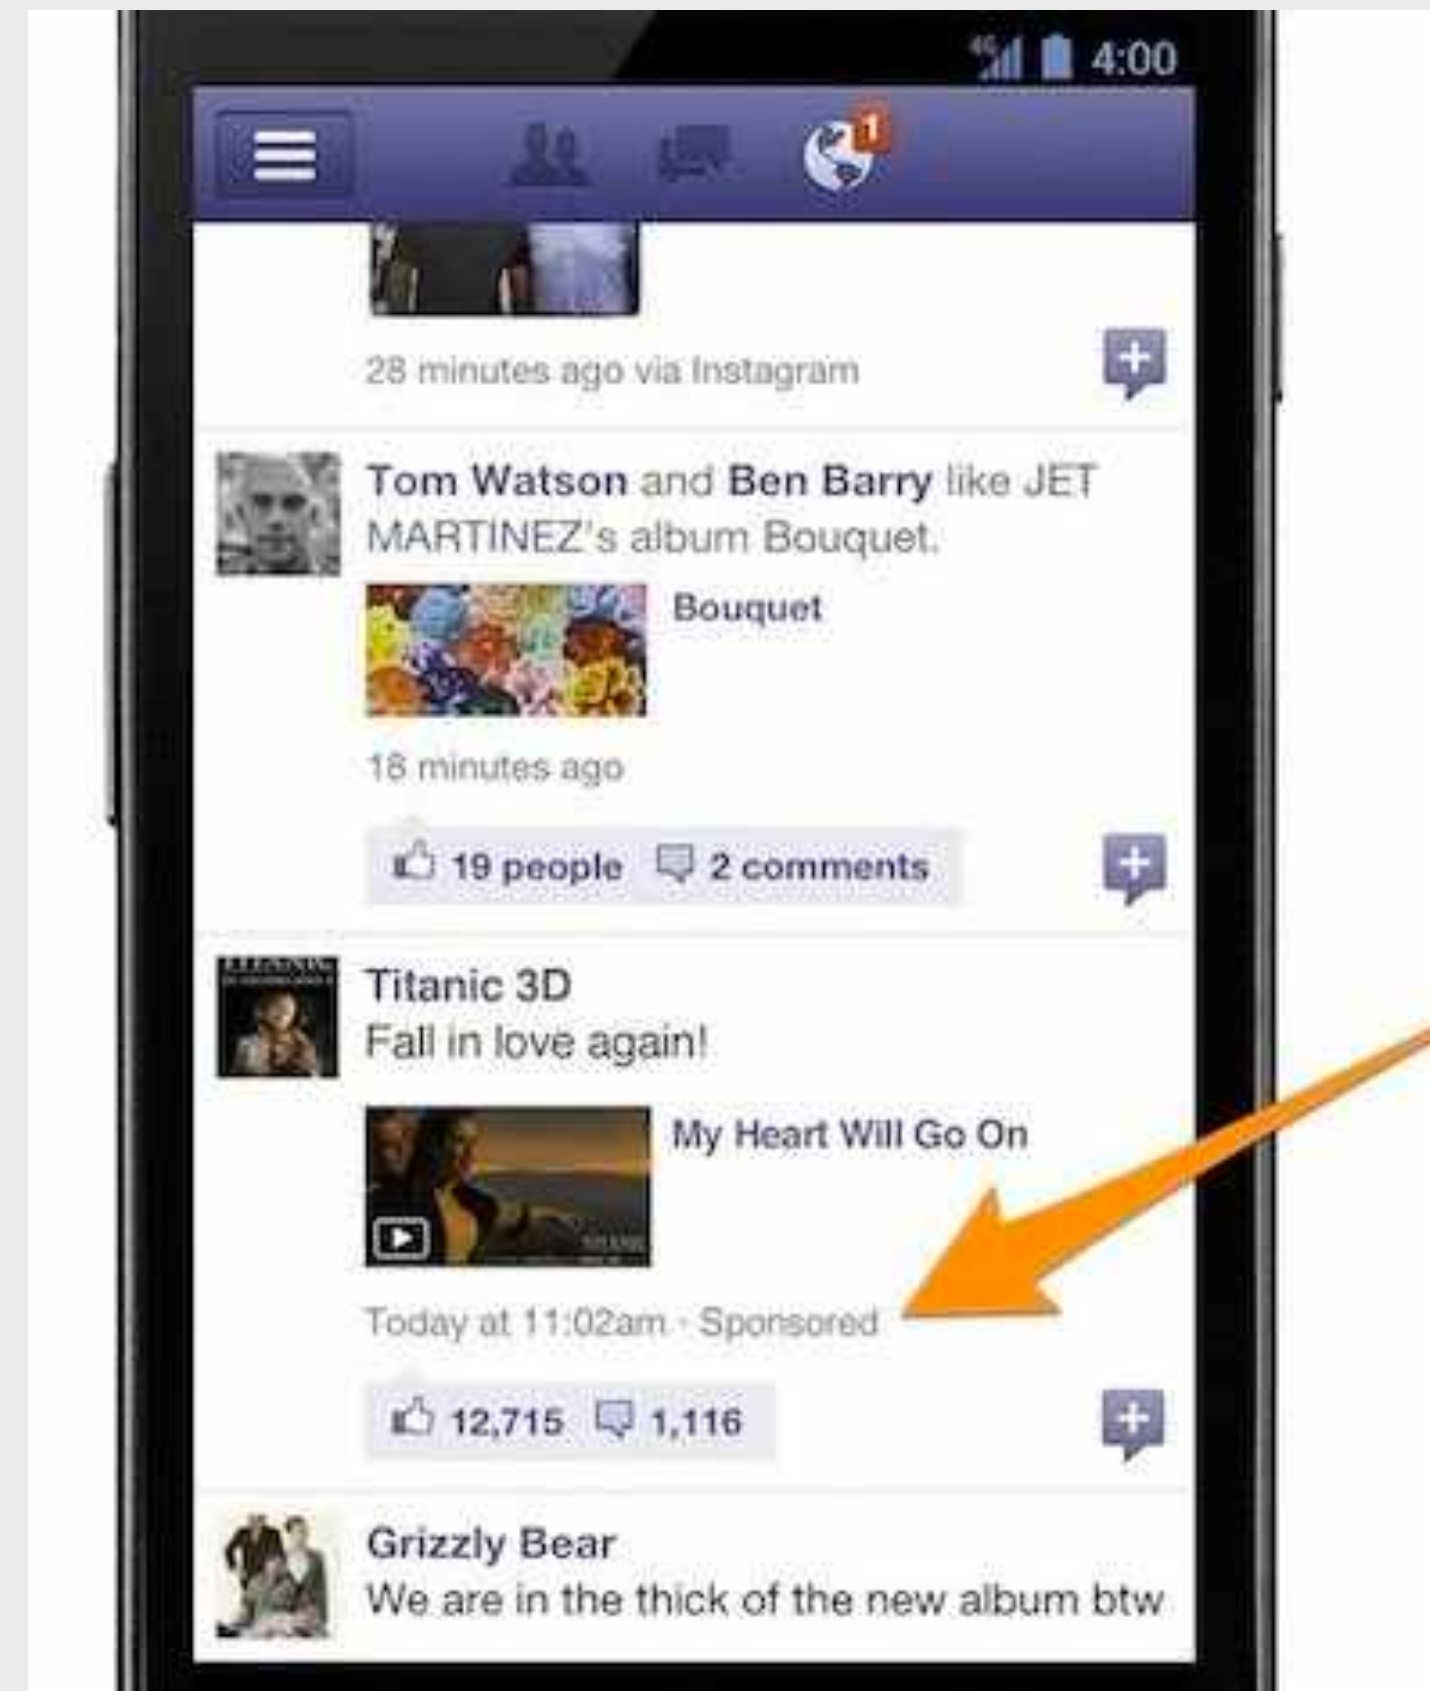 4G 4:00
1
28 minutes ago via Instagram
Tom Watson and Ben Barry like JET
MARTINEZ's album Bouquet.
Bouquet
18 minutes ago
19 people 2 comments
Titanic 3D
Fall in love again!
My Heart Will Go On
Today at 11:02am · Sponsored
12,715 1,116
Grizzly Bear
We are in the thick of the new album btw